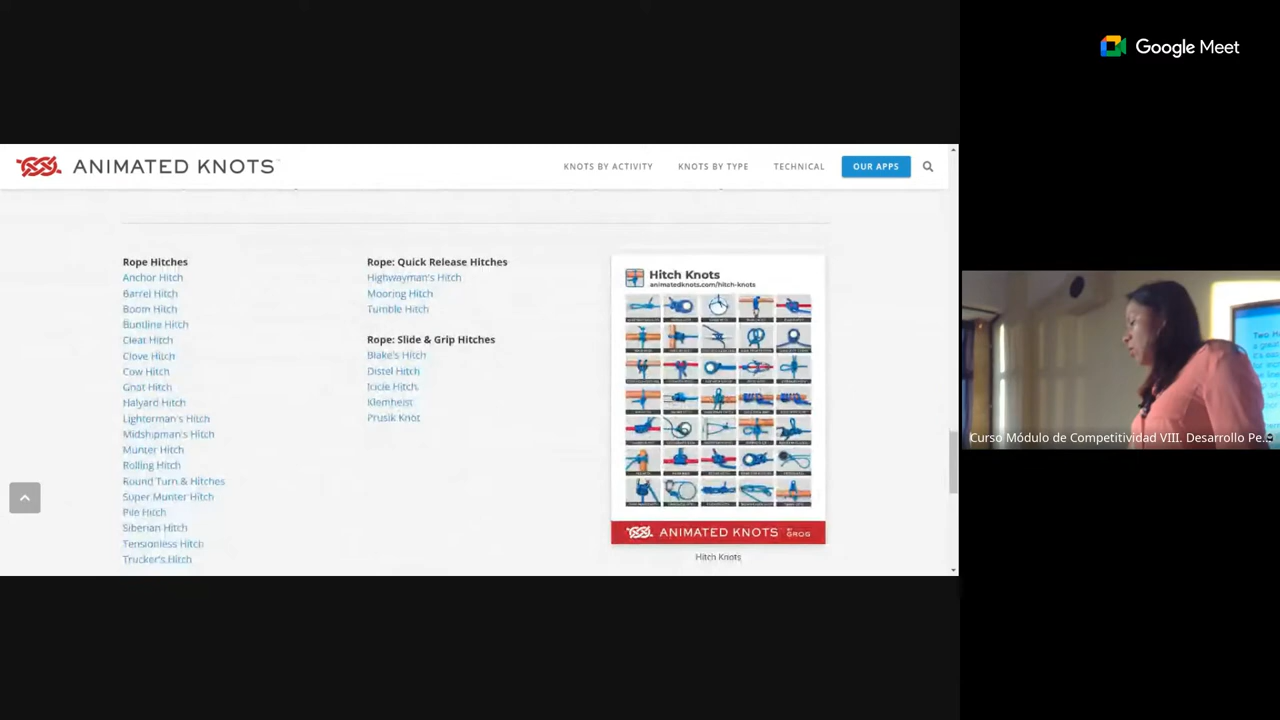 Google Meet
ANIMATED KNOTS
KNOTS BY ACTIVITY
KNOTS BY TYPE
TECHNICAL
OUR APPS
Rope Hitches
Anchor Hitch
Barrel Hitch
Boom Hitch
Buntline Hitch
Cleat Hitch
Clove Hitch
Cow Hitch
Gnat Hitch
Halyard Hitch
Lighterman's Hitch
Midshipman's Hitch
Munter Hitch
Rolling Hitch
Round Turn & Hitches
Super Munter Hitch
Pile Hitch
Siberian Hitch
Tensionless Hitch
Trucker's Hitch
Rope: Quick Release Hitches
Highwayman's Hitch
Mooring Hitch
Tumble Hitch
Rope: Slide & Grip Hitches
Blake's Hitch
Distel Hitch
Icicle Hitch
Klemheist
Prusik Knot
Hitch Knots
animatedknots.com/hitch-knots
ANIMATED KNOTS BY GROG
Hitch Knots
Two Ha
a great
Curso Módulo de Competitividad VIII. Desarrollo Pe...